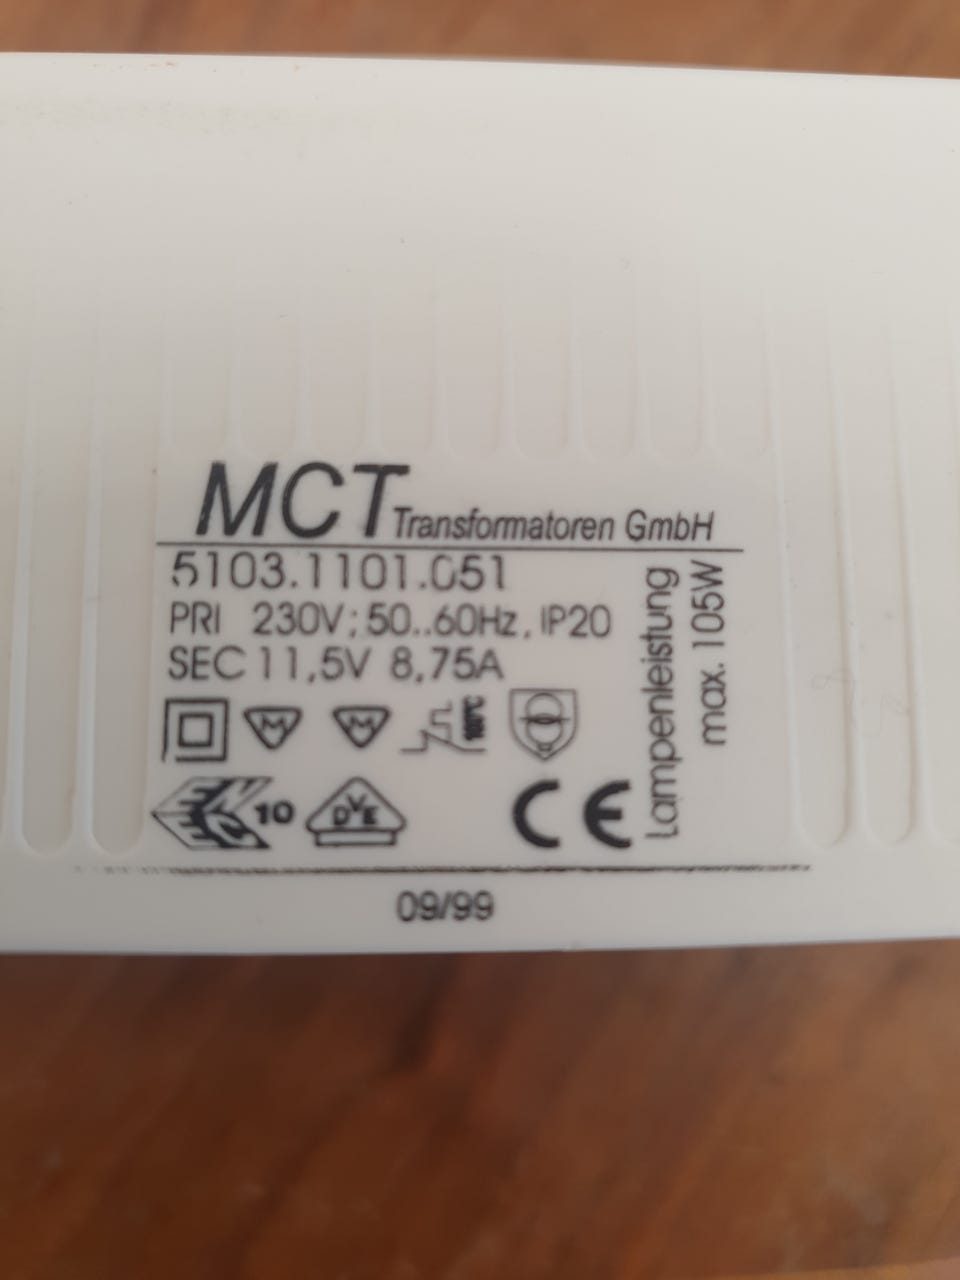 MCT Transformatoren GmbH
5103.1101.051
PRI 230V; 50..60Hz, IP20
SEC 11,5V 8,75A
Lampenleistung
max. 105W
M M
10 DVE CE
09/99